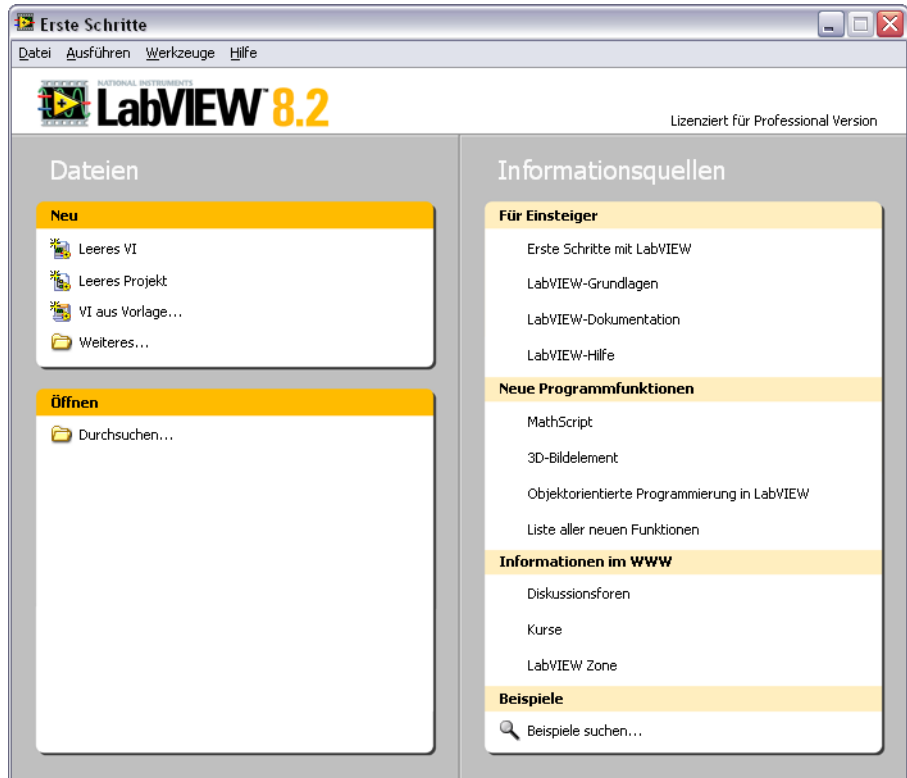 Erste Schritte
Datei Ausführen Werkzeuge Hilfe
NATIONAL INSTRUMENTS
LabVIEW™ 8.2
Lizenziert für Professional Version
Dateien
Neu
Leeres VI
Leeres Projekt
VI aus Vorlage...
Weiteres...
Öffnen
Durchsuchen...
Informationsquellen
Für Einsteiger
Erste Schritte mit LabVIEW
LabVIEW-Grundlagen
LabVIEW-Dokumentation
LabVIEW-Hilfe
Neue Programmfunktionen
MathScript
3D-Bildelement
Objektorientierte Programmierung in LabVIEW
Liste aller neuen Funktionen
Informationen im WWW
Diskussionsforen
Kurse
LabVIEW Zone
Beispiele
Beispiele suchen...